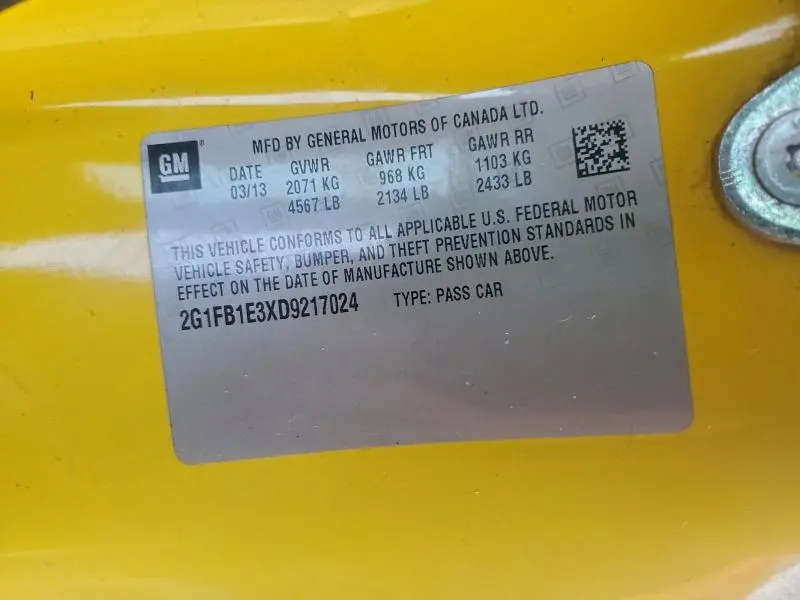 MFD BY GENERAL MOTORS OF CANADA LTD.
GM®
DATE GVWR GAWR FRT GAWR RR
03/13 2071 KG 968 KG 1103 KG
4567 LB 2134 LB 2433 LB
THIS VEHICLE CONFORMS TO ALL APPLICABLE U.S. FEDERAL MOTOR
VEHICLE SAFETY, BUMPER, AND THEFT PREVENTION STANDARDS IN
EFFECT ON THE DATE OF MANUFACTURE SHOWN ABOVE.
2G1FB1E3XD9217024 TYPE: PASS CAR